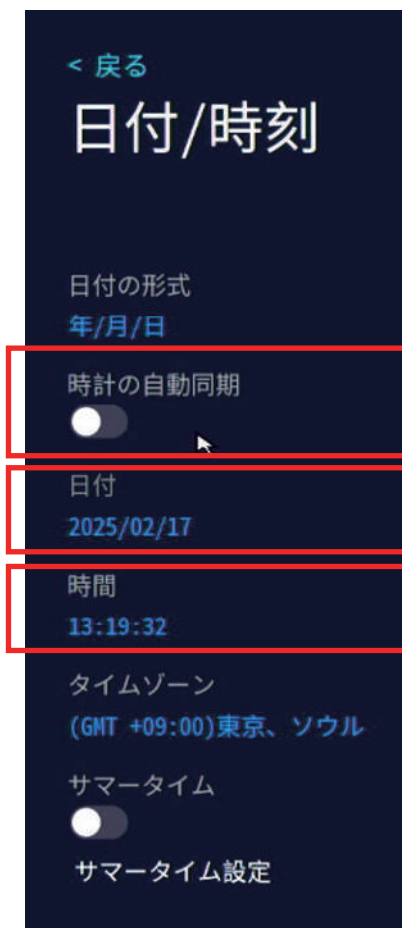 < 戻る
日付/時刻
日付の形式
年/月/日
時計の自動同期
日付
2025/02/17
時間
13:19:32
タイムゾーン
(GMT +09:00)東京、ソウル
サマータイム
サマータイム設定